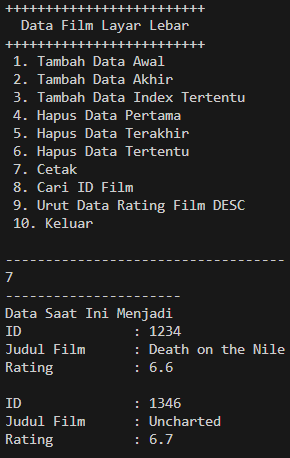 +++++++++++++++++++++++++
Data Film Layar Lebar
+++++++++++++++++++++++++
1. Tambah Data Awal
2. Tambah Data Akhir
3. Tambah Data Index Tertentu
4. Hapus Data Pertama
5. Hapus Data Terakhir
6. Hapus Data Tertentu
7. Cetak
8. Cari ID Film
9. Urut Data Rating Film DESC
10. Keluar
-----------------------------------
7
----------------------
Data Saat Ini Menjadi
ID : 1234
Judul Film : Death on the Nile
Rating : 6.6
ID : 1346
Judul Film : Uncharted
Rating : 6.7